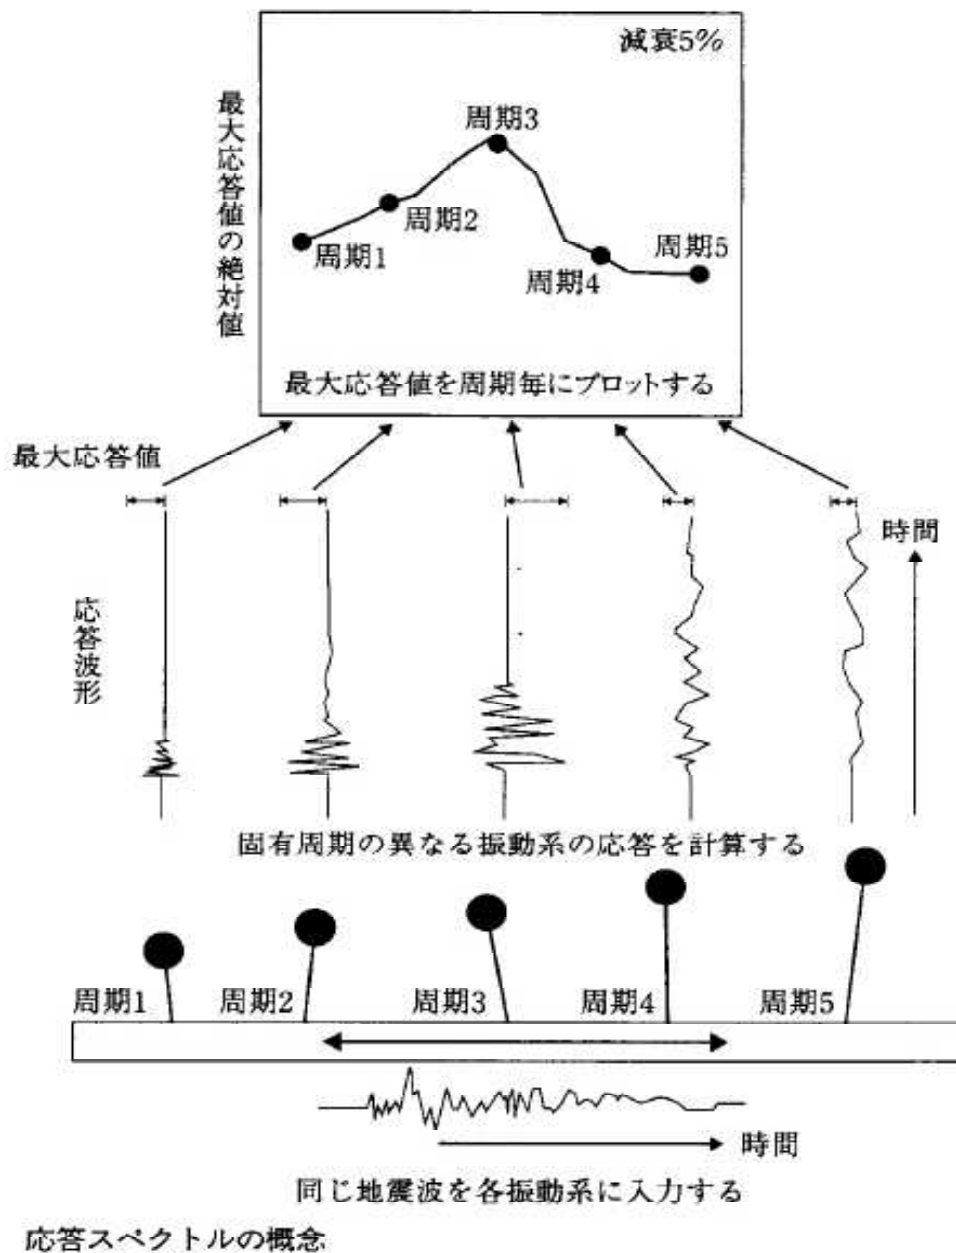 減衰5%
最大応答値の絶対値
周期3
周期2
周期1
周期5
周期4
最大応答値を周期毎にプロットする
最大応答値
時間
応答波形
固有周期の異なる振動系の応答を計算する
周期1
周期2
周期3
周期4
周期5
時間
同じ地震波を各振動系に入力する
応答スペクトルの概念